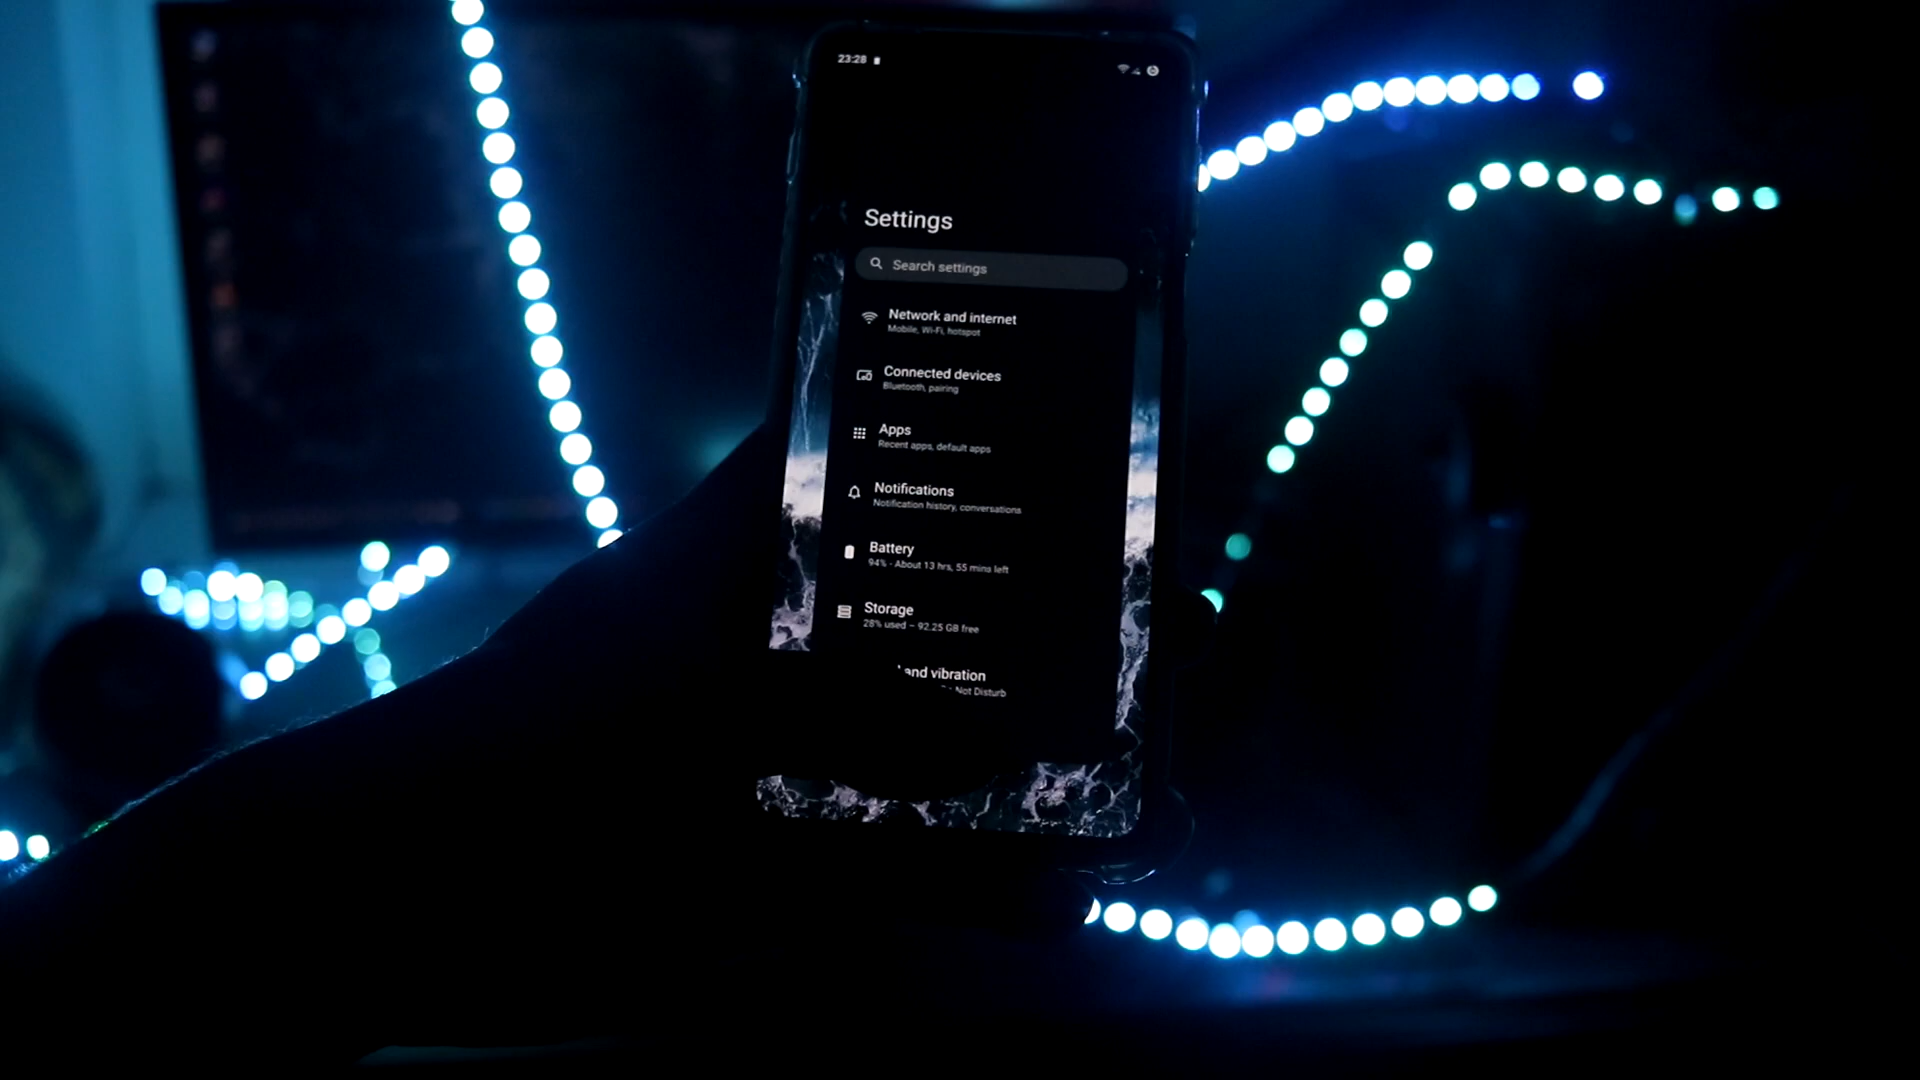 23:28
Settings
Search settings
Network and internet
Mobile, Wi-Fi, hotspot
Connected devices
Bluetooth, pairing
Apps
Recent apps, default apps
Notifications
Notification history, conversations
Battery
94% - About 13 hrs, 55 mins left
Storage
28% used - 92.25 GB free
and vibration
Not Disturb